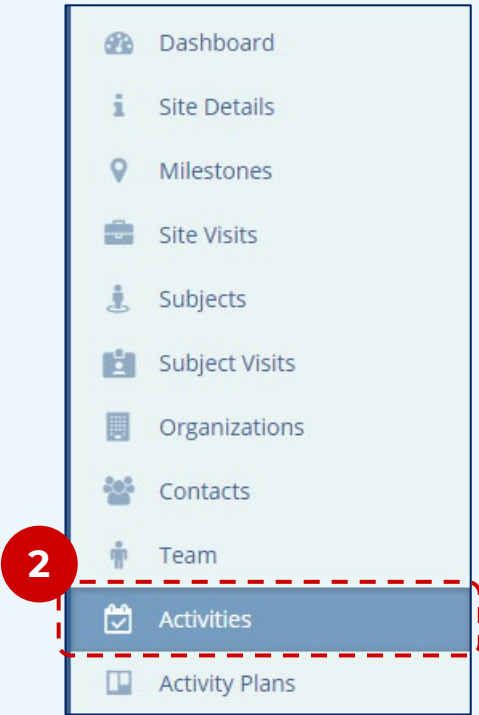 Dashboard
Site Details
Milestones
Site Visits
Subjects
Subject Visits
Organizations
Contacts
Team
2
Activities
Activity Plans